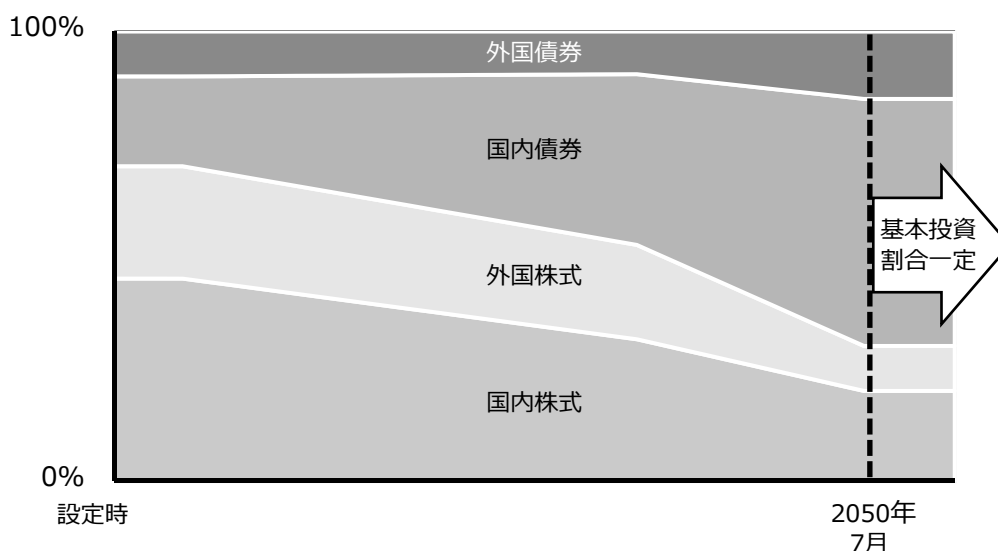 100%
外国債券
国内債券
基本投資
割合一定
外国株式
国内株式
0%
設定時
2050年
7月